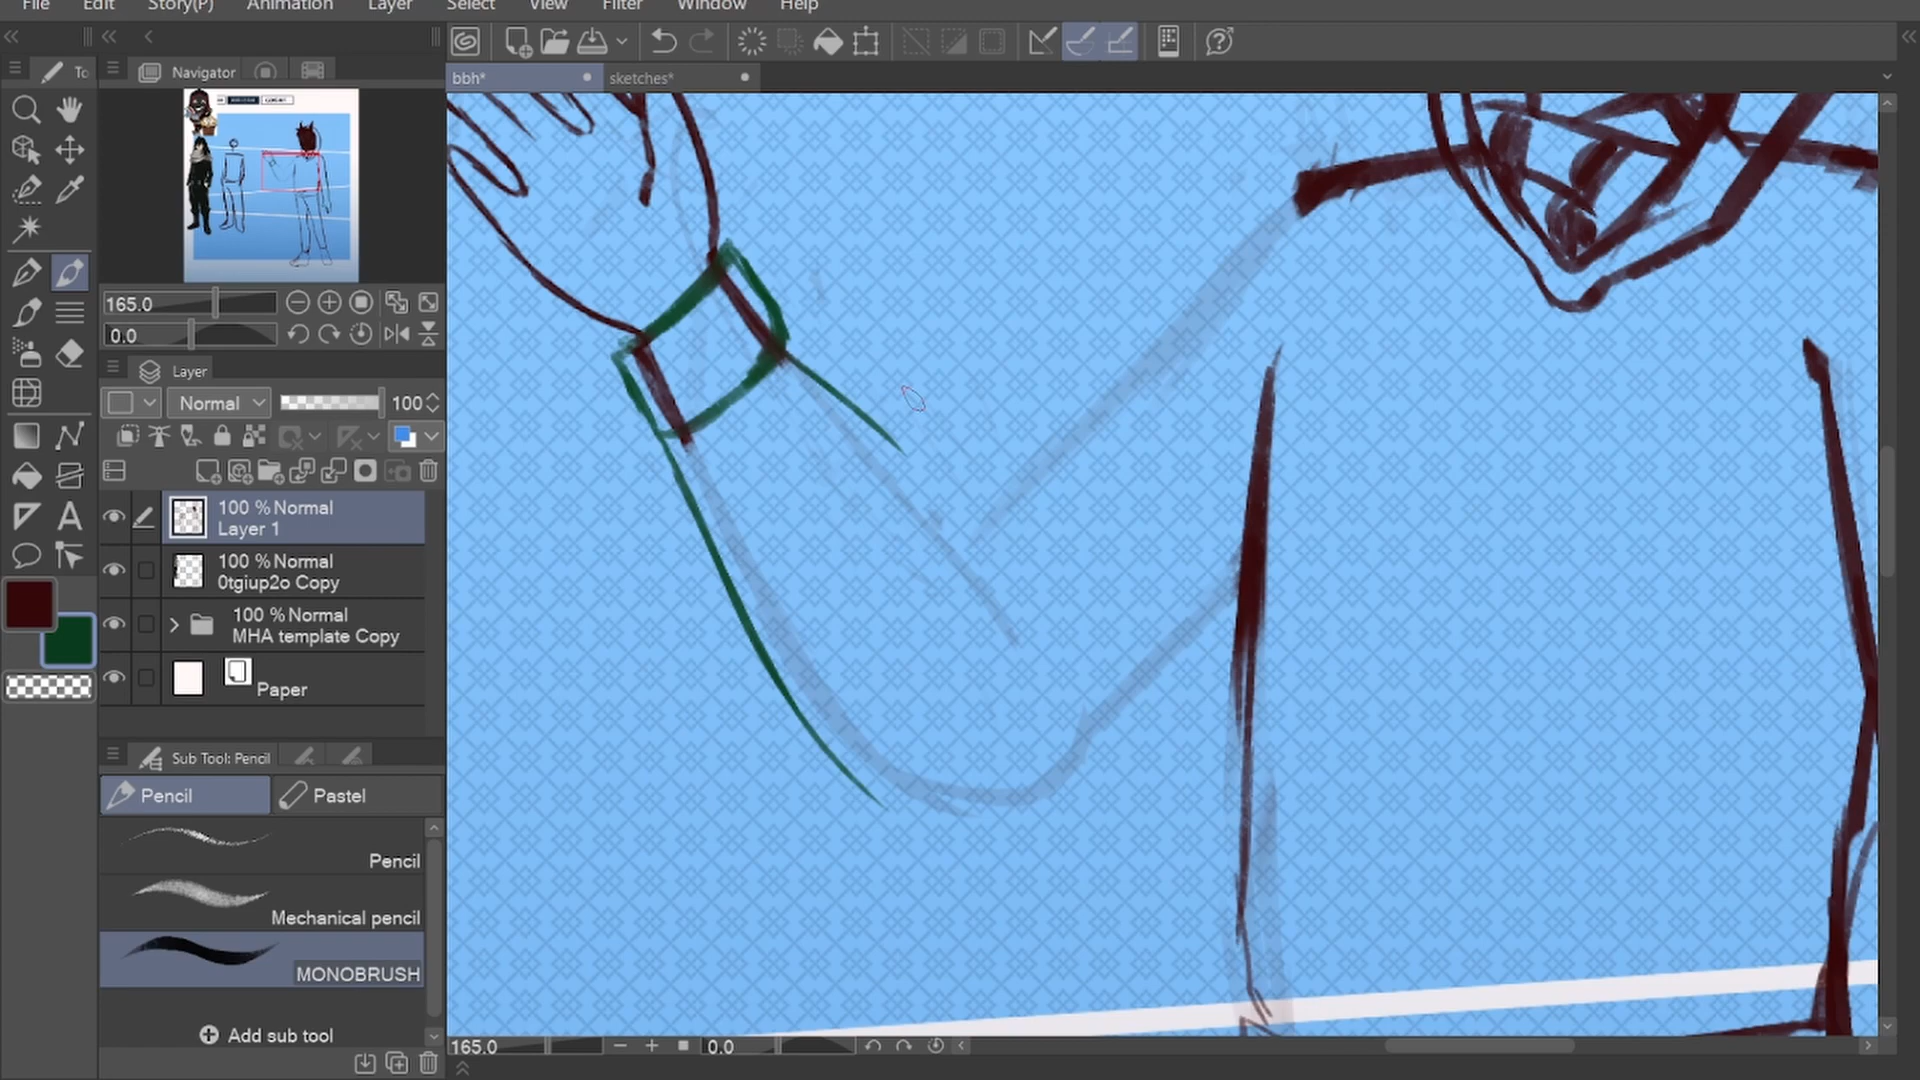 File Edit Story(P) Animation Layer Select View Filter Window Help
To
Navigator
bbh*
sketches*
165.0
0.0
Layer
Normal
100
100 % Normal
Layer 1
100 % Normal
0tgiup2o Copy
100 % Normal
MHA template Copy
Paper
Sub Tool: Pencil
Pencil
Pastel
Pencil
Mechanical pencil
MONOBRUSH
Add sub tool
165.0
0.0